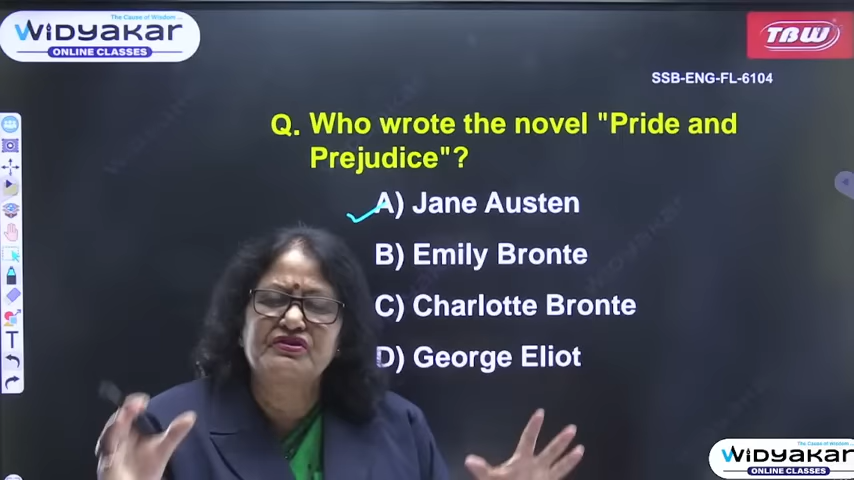 The Cause of Wisdom ...
WiDYAKAR
ONLINE CLASSES
TBW
SSB-ENG-FL-6104
Q. Who wrote the novel "Pride and
Prejudice"?
A) Jane Austen
B) Emily Bronte
C) Charlotte Bronte
D) George Eliot
T
The Cause of Wisdom ...
WiDYAKAR
ONLINE CLASSES